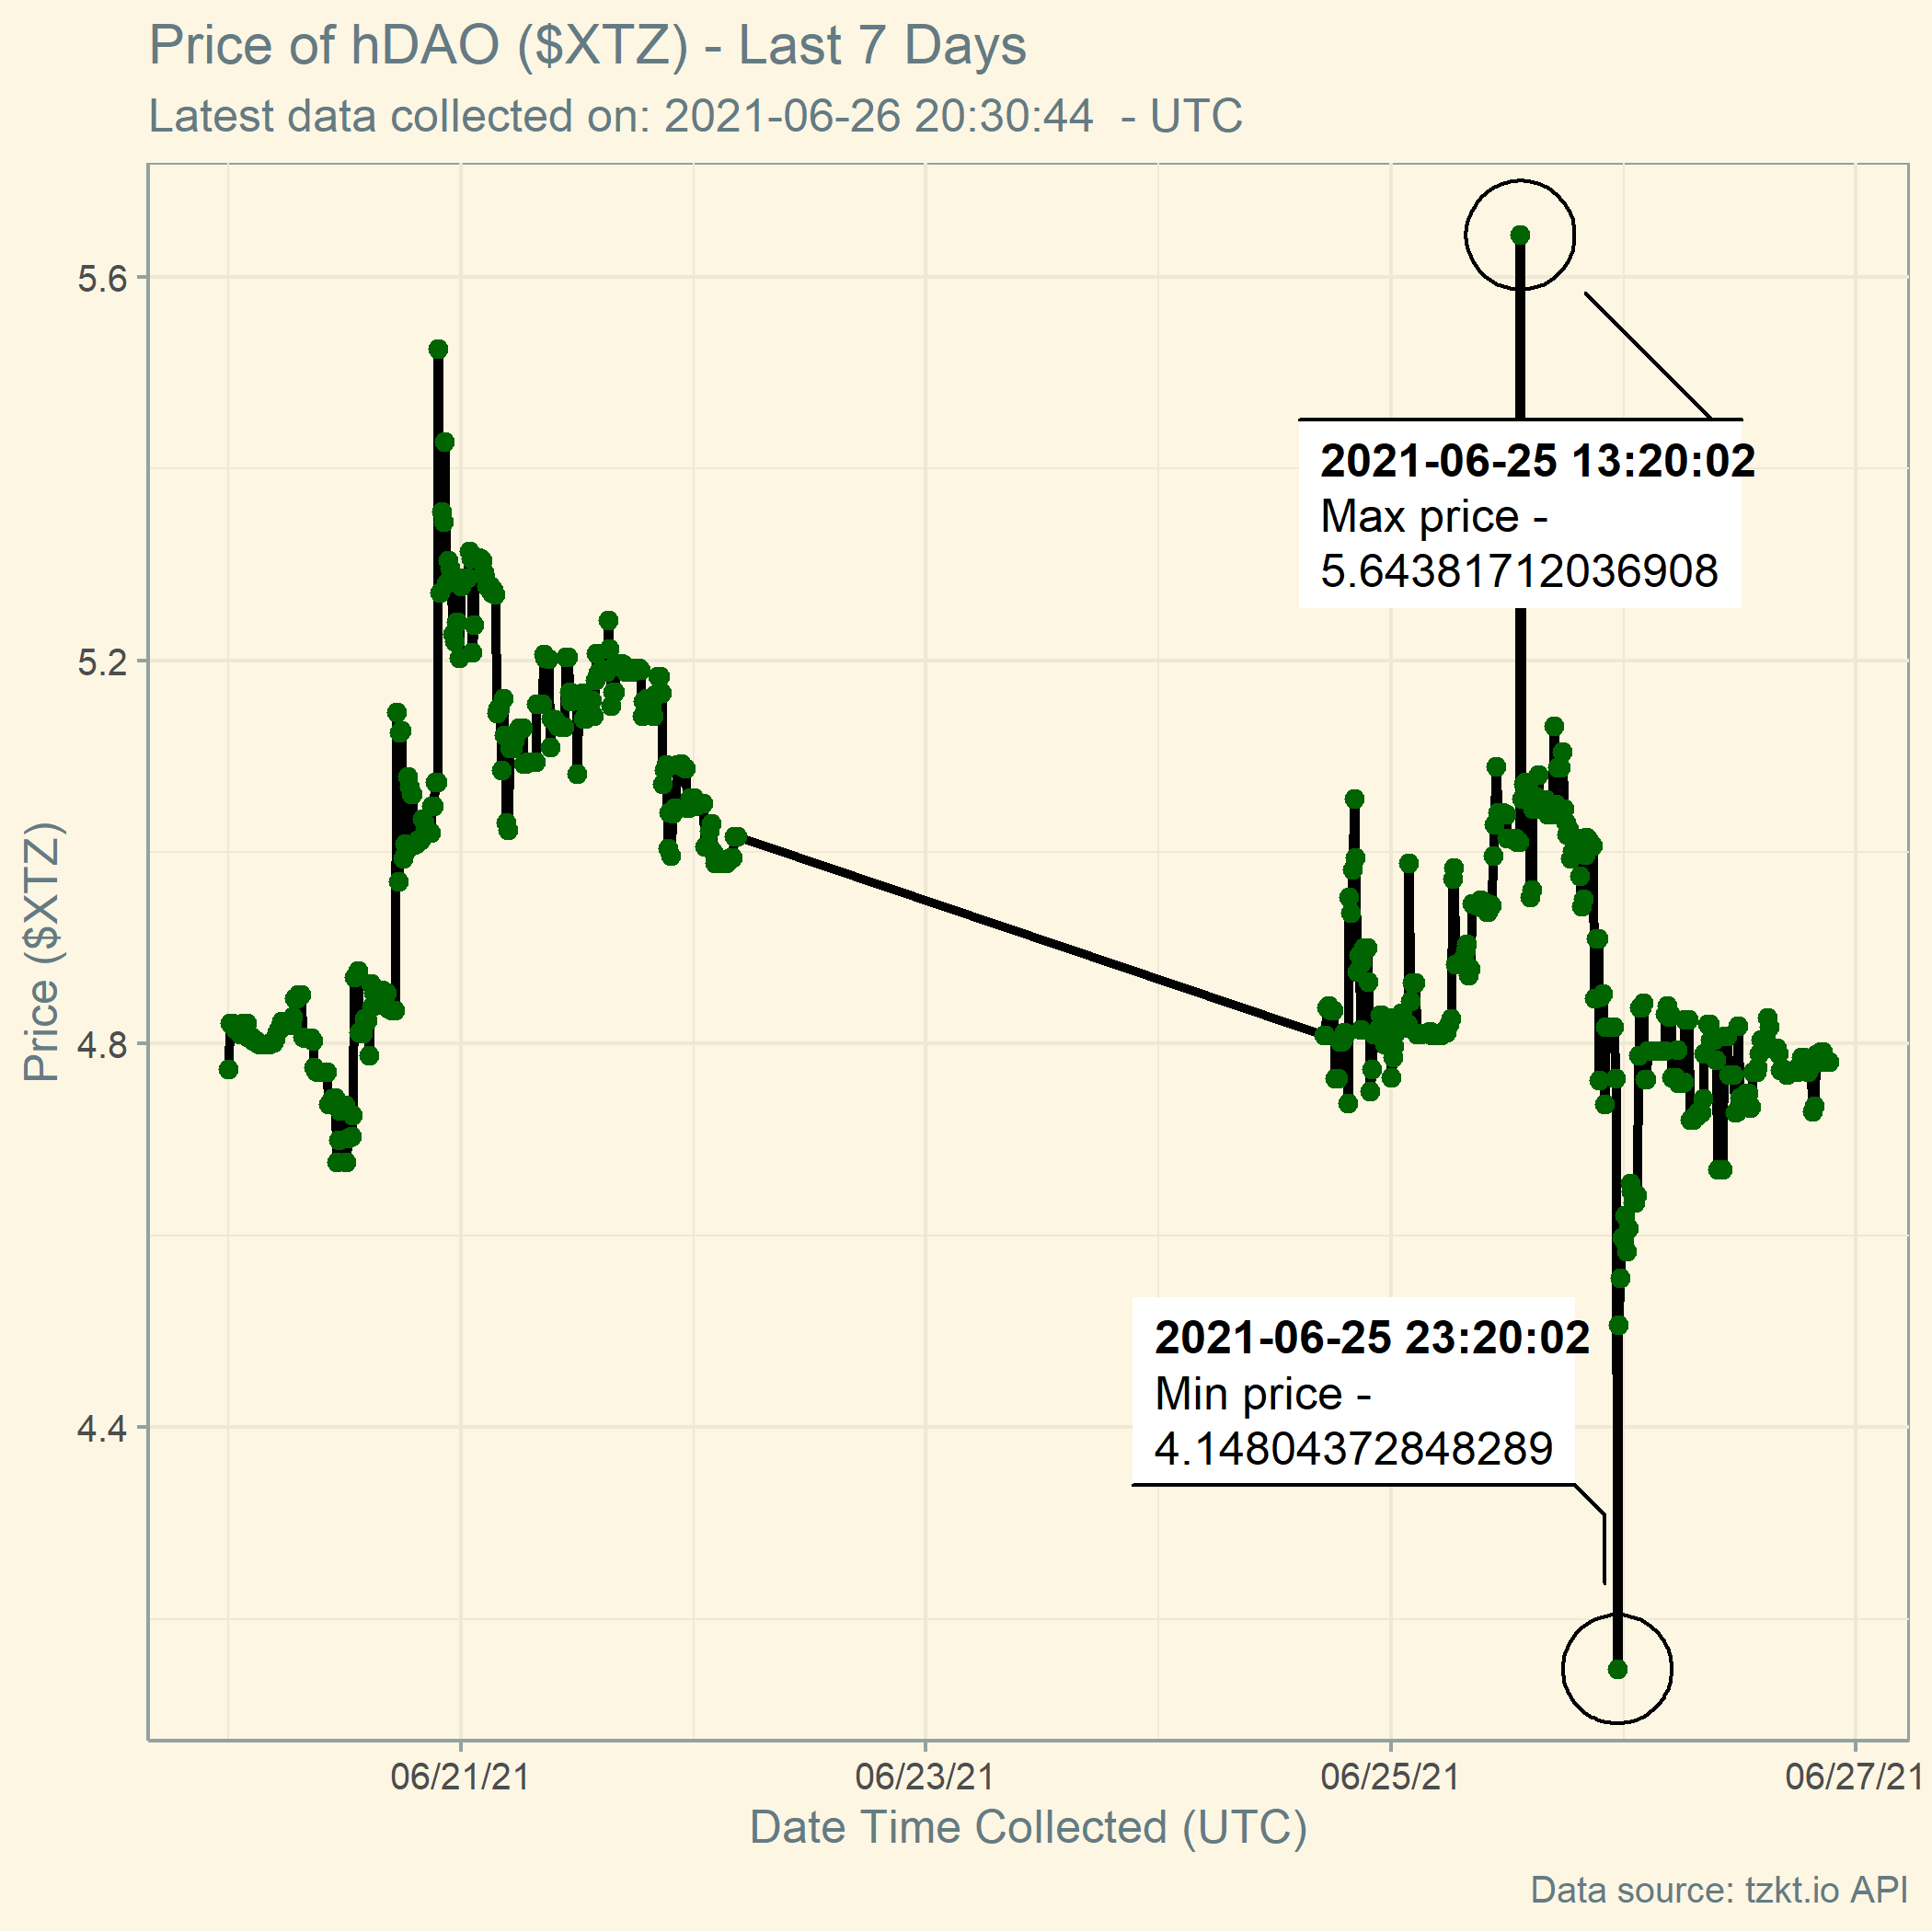 Price of hDAO ($XTZ) - Last 7 Days
Latest data collected on: 2021-06-26 20:30:44  - UTC
Price ($XTZ)
5.6
5.2
4.8
4.4
2021-06-25 13:20:02
Max price -
5.64381712036908
2021-06-25 23:20:02
Min price -
4.14804372848289
06/21/21
06/23/21
06/25/21
06/27/21
Date Time Collected (UTC)
Data source: tzkt.io API